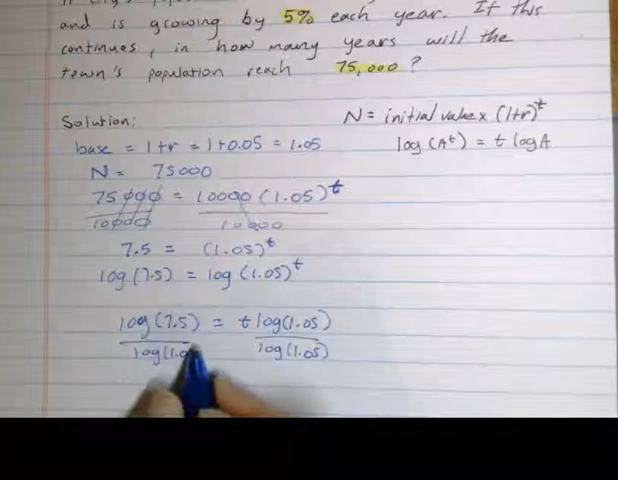 and is growing by 5% each year. If this
continues, in how many years will the
town's population reach 75,000?
Solution:
N = initial value x (1+r)^t
base = 1+r = 1+0.05 = 1.05
log(A^t) = t log A
N = 75000
75000 = 10000 (1.05)^t
10000 10000
7.5 = (1.05)^t
log(7.5) = log(1.05)^t
log(7.5) = t log(1.05)
log(1.0 log(1.05)